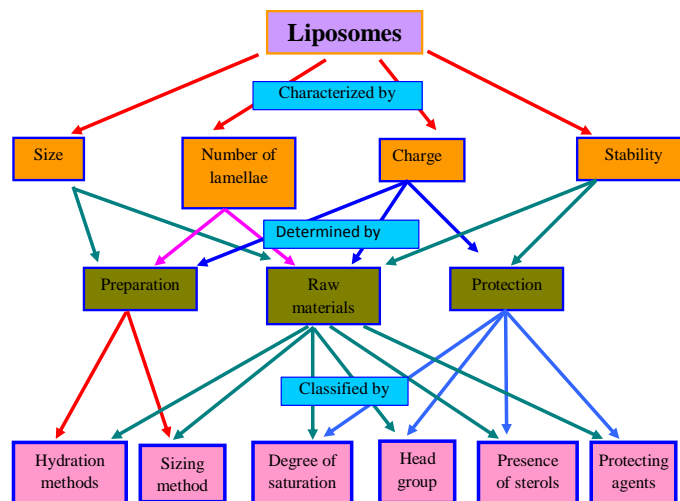 Liposomes
Characterized by
Size
Number of
lamellae
Charge
Stability
Determined by
Preparation
Raw
materials
Protection
Classified by
Hydration
methods
Sizing
method
Degree of
saturation
Head
group
Presence
of sterols
Protecting
agents